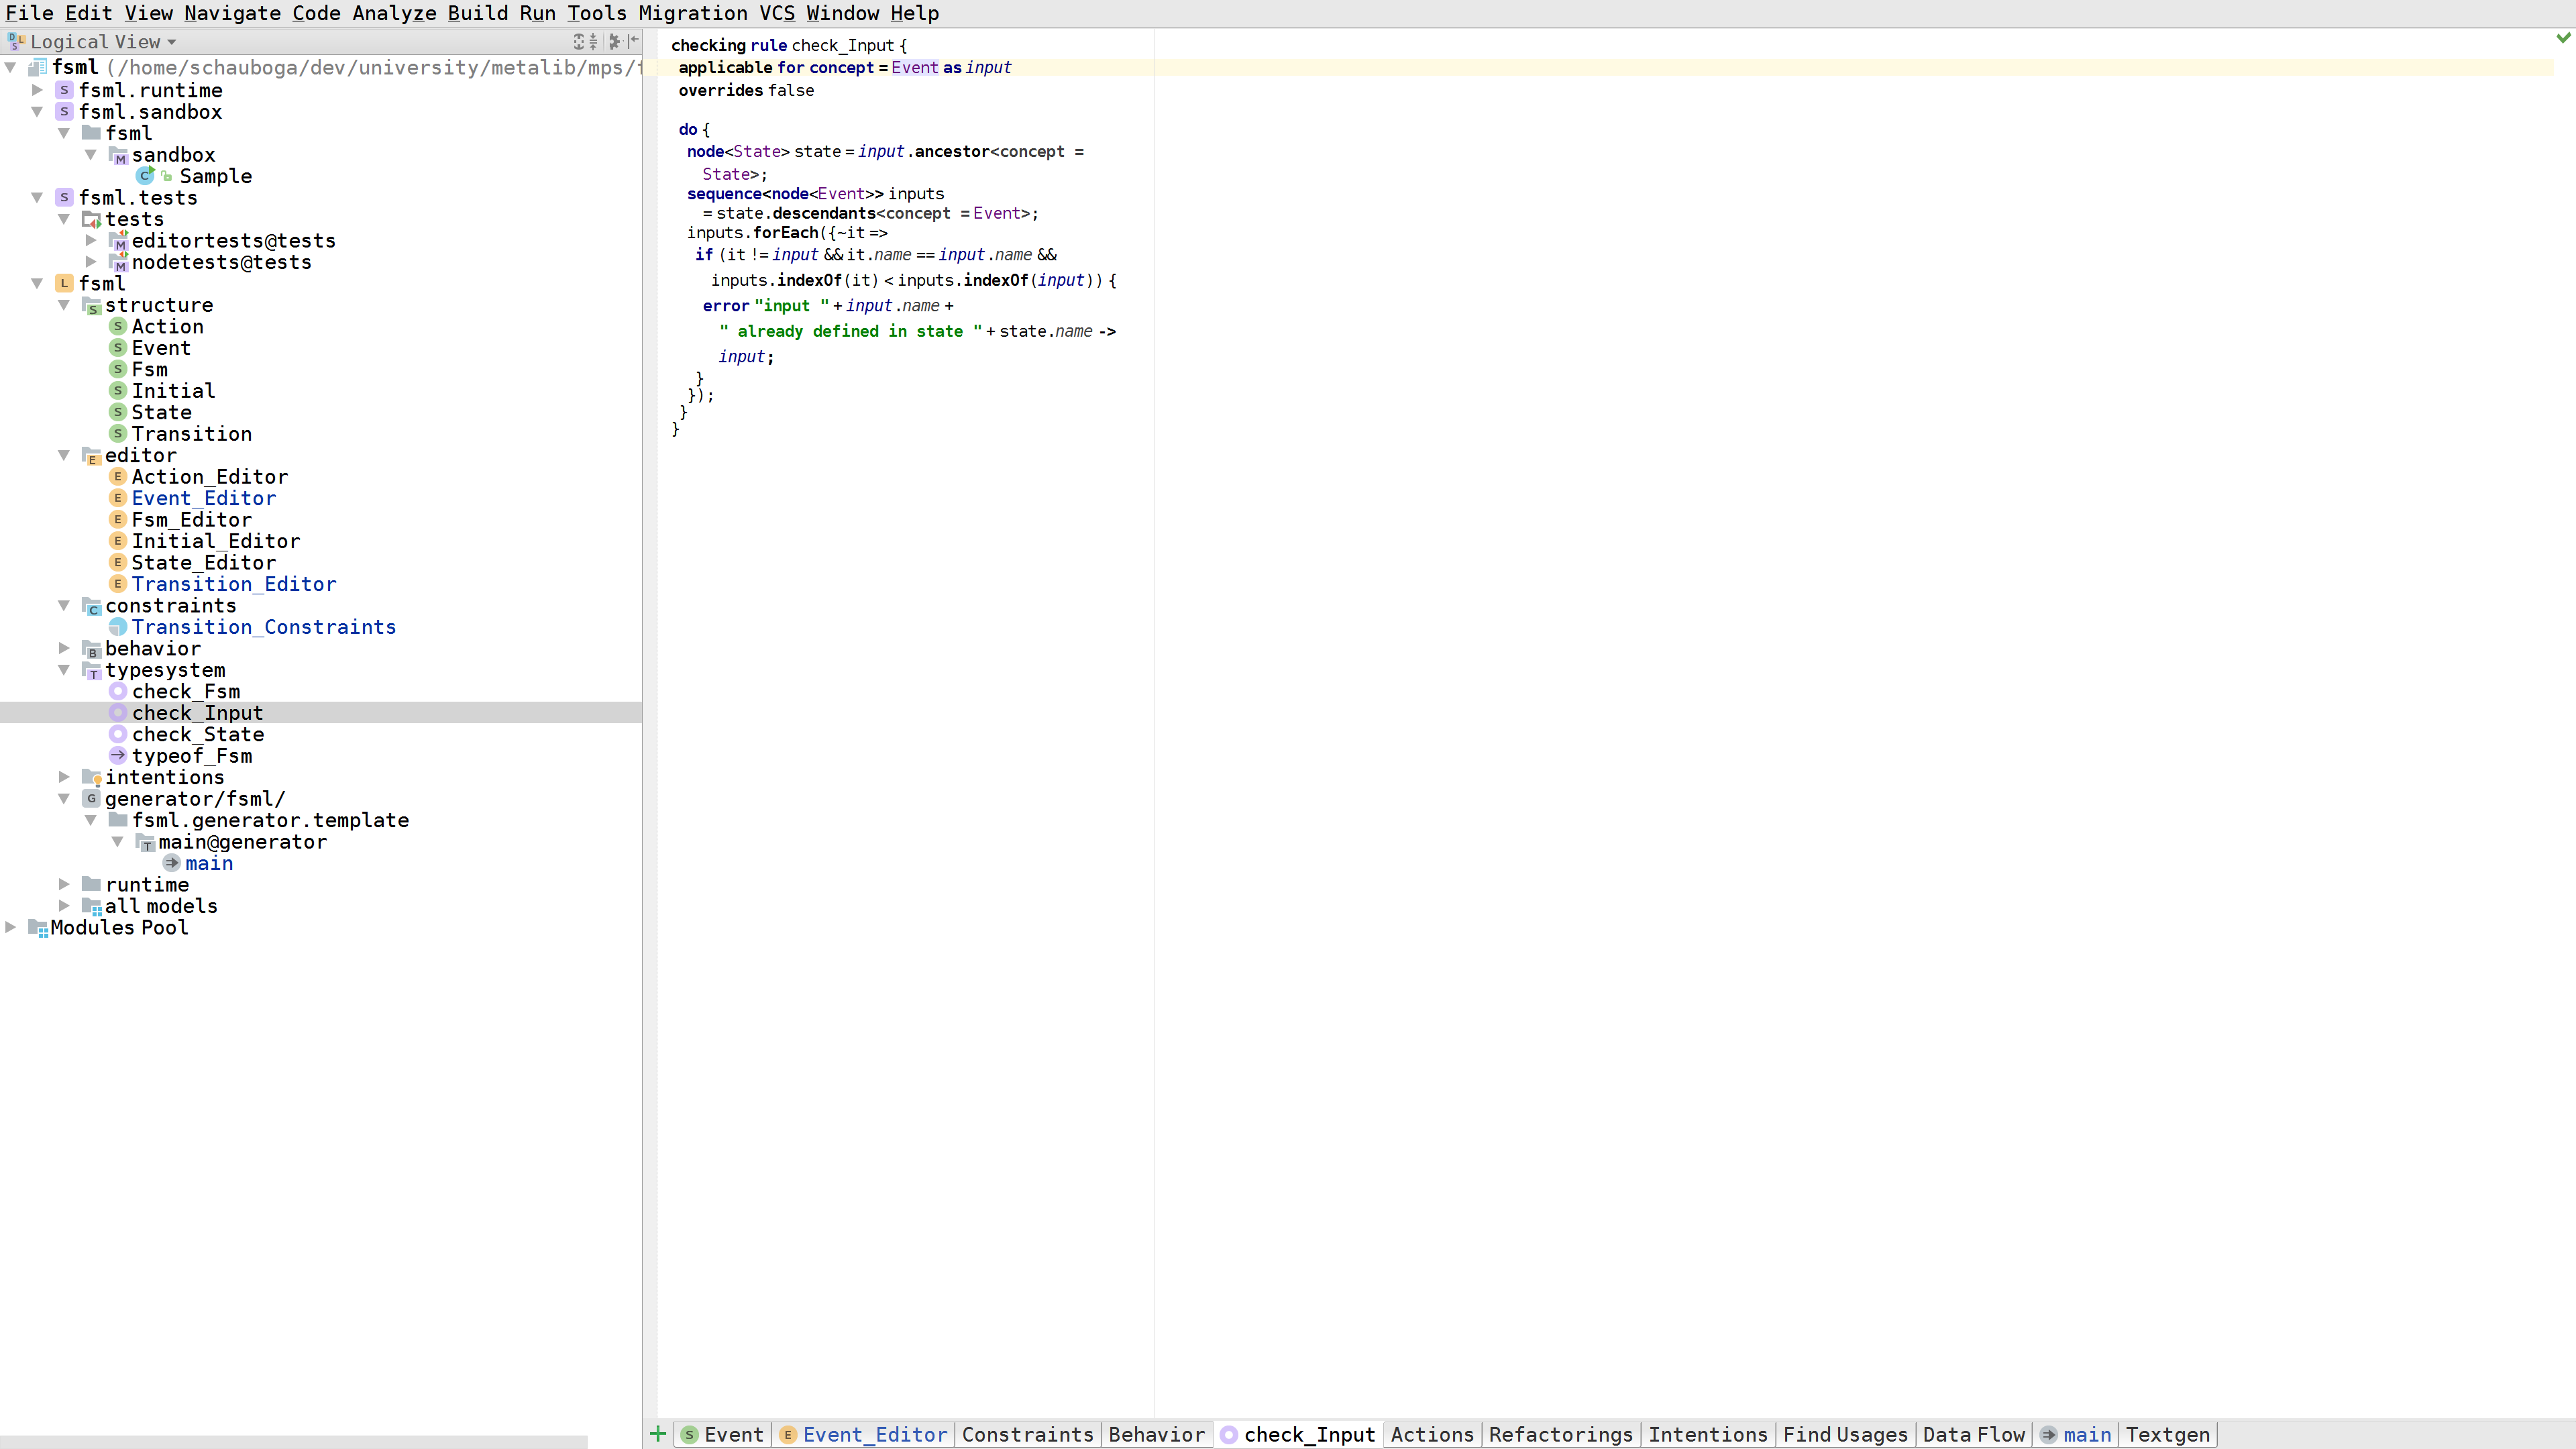 File Edit View Navigate Code Analyze Build Run Tools Migration VCS Window Help
Logical View
fsml (/home/schauboga/dev/university/metalib/mps/f
fsml.runtime
fsml.sandbox
fsml
sandbox
Sample
fsml.tests
tests
editortests@tests
nodetests@tests
fsml
structure
Action
Event
Fsm
Initial
State
Transition
editor
Action_Editor
Event_Editor
Fsm_Editor
Initial_Editor
State_Editor
Transition_Editor
constraints
Transition_Constraints
behavior
typesystem
check_Fsm
check_Input
check_State
typeof_Fsm
intentions
generator/fsml/
fsml.generator.template
main@generator
main
runtime
all models
Modules Pool
checking rule check_Input {
applicable for concept = Event as input
overrides false
do {
node<State> state = input.ancestor<concept =
State>;
sequence<node<Event>> inputs
= state.descendants<concept = Event>;
inputs.forEach({~it =>
if (it != input && it.name == input.name &&
inputs.indexOf(it) < inputs.indexOf(input)) {
error "input " + input.name +
" already defined in state " + state.name ->
input;
}
});
}
}
Event Event_Editor Constraints Behavior check_Input Actions Refactorings Intentions Find Usages Data Flow main Textgen